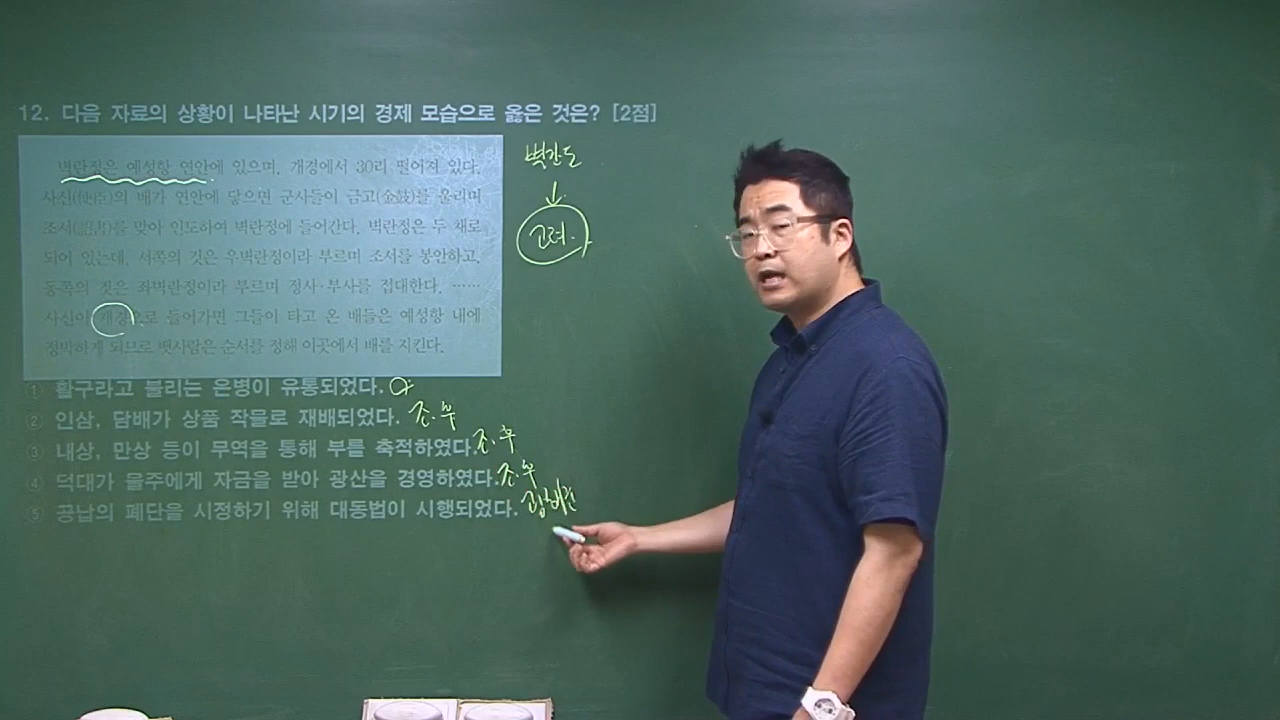 12. 다음 자료의 상황이 나타난 시기의 경제 모습으로 옳은 것은? [2점]
벽란정은 예성항 연안에 있으며, 개경에서 30리 떨어져 있다.
사신(使臣)의 배가 연안에 닿으면 군사들이 금고(金鼓)를 울리며
조서(詔書)를 맞아 인도하여 벽란정에 들어간다. 벽란정은 두 채로
되어 있는데, 서쪽의 것은 우벽란정이라 부르며 조서를 봉안하고,
동쪽의 것은 좌벽란정이라 부르며 정사·부사를 접대한다. ……
사신이 개경으로 들어가면 그들이 타고 온 배들은 예성항 내에
정박하게 되므로 뱃사람은 순서를 정해 이곳에서 배를 지킨다.
벽란도
↓
고려.
① 활구라고 불리는 은병이 유통되었다.
② 인삼, 담배가 상품 작물로 재배되었다. 조.후
③ 내상, 만상 등이 무역을 통해 부를 축적하였다. 조.후
④ 덕대가 물주에게 자금을 받아 광산을 경영하였다. 조.후
⑤ 공납의 폐단을 시정하기 위해 대동법이 시행되었다.